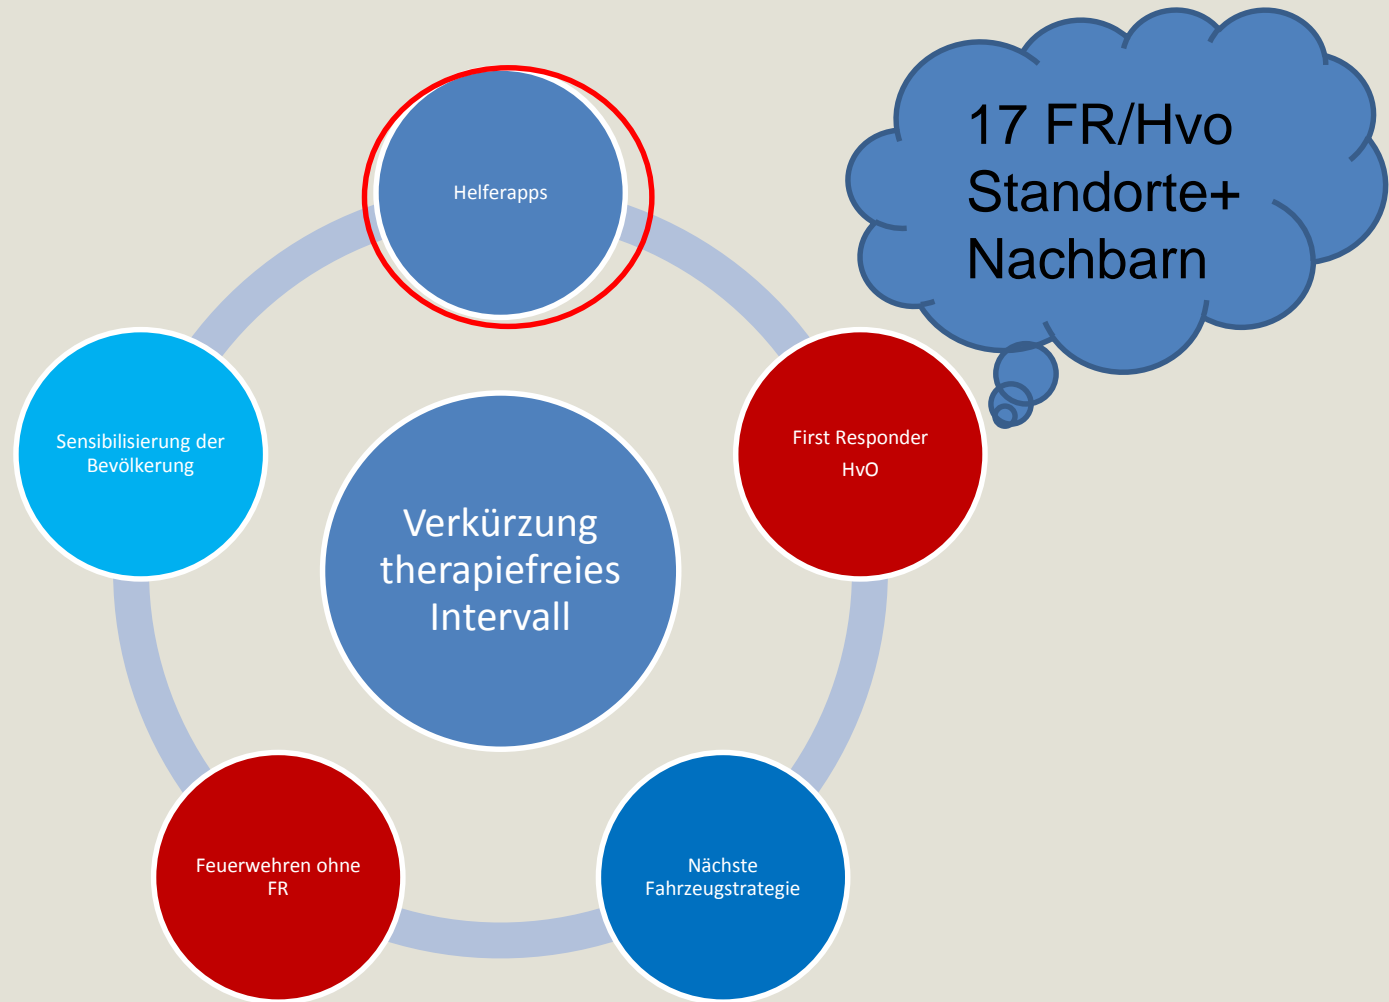 17 FR/Hvo
Standorte+
Nachbarn
Helferapps
First Responder
HvO
Sensibilisierung der
Bevölkerung
Verkürzung
therapiefreies
Intervall
Feuerwehren ohne
FR
Nächste
Fahrzeugstrategie